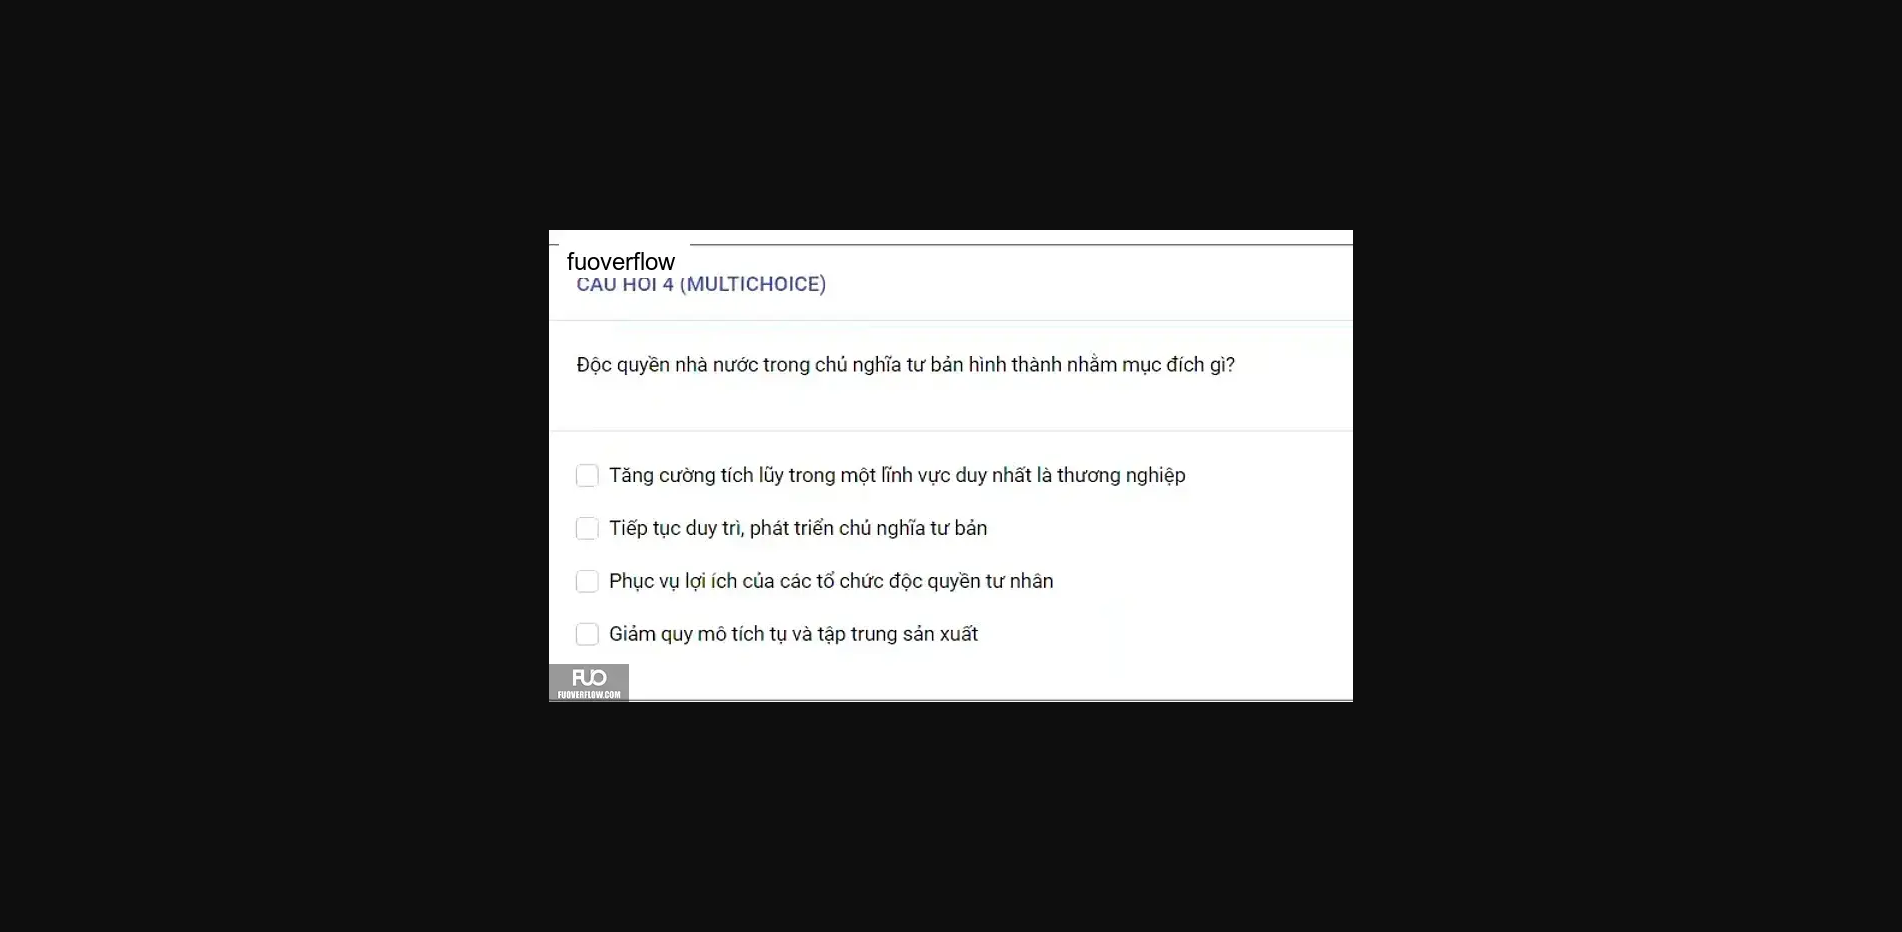 fuoverflow
CÂU HỎI 4 (MULTICHOICE)
Độc quyền nhà nước trong chủ nghĩa tư bản hình thành nhằm mục đích gì?
Tăng cường tích lũy trong một lĩnh vực duy nhất là thương nghiệp
Tiếp tục duy trì, phát triển chủ nghĩa tư bản
Phục vụ lợi ích của các tổ chức độc quyền tư nhân
Giảm quy mô tích tụ và tập trung sản xuất
FUO
FUOVERFLOW.COM